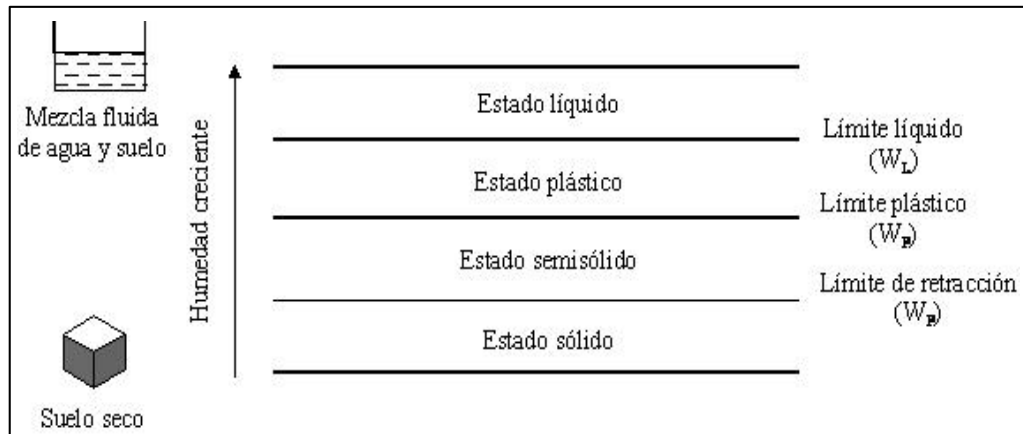 Mezcla fluida
de agua y suelo
Suelo seco
Humedad creciente
Estado líquido
Estado plástico
Estado semisólido
Estado sólido
Límite líquido
(W_L)
Límite plástico
(W_P)
Límite de retracción
(W_P)